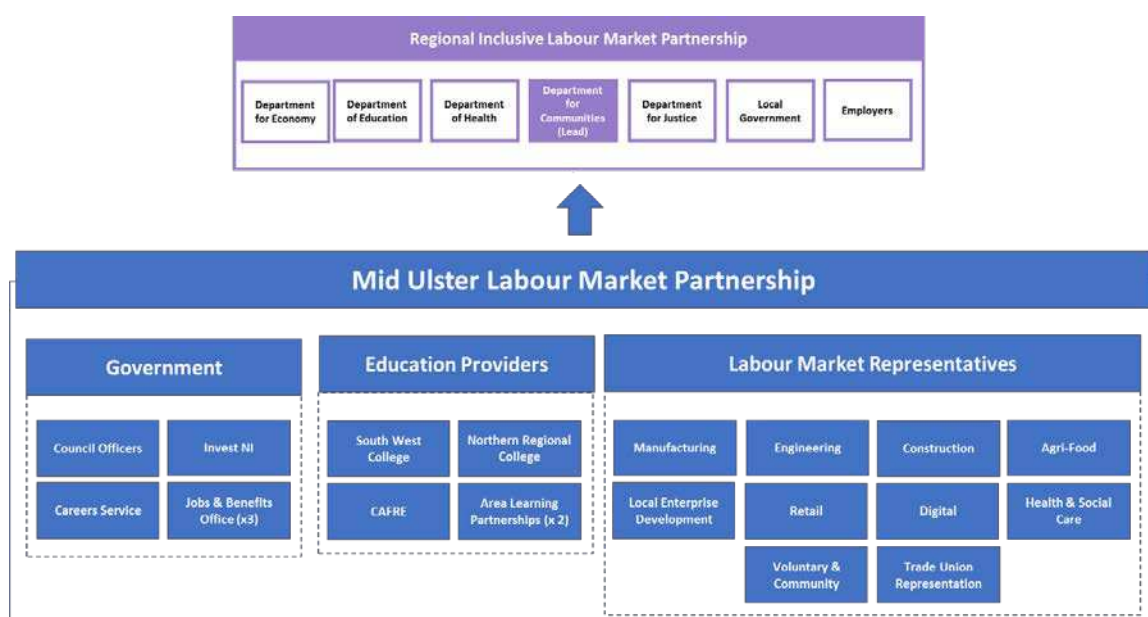 Regional Inclusive Labour Market Partnership
Department
for Economy
Department
of Education
Department
of Health
Department
for
Communities
(Lead)
Department
for Justice
Local
Government
Employers
Mid Ulster Labour Market Partnership
Government
Council Officers
Invest NI
Careers Service
Jobs & Benefits
Office (x3)
Education Providers
South West
College
Northern Regional
College
CAFRE
Area Learning
Partnerships (x 2)
Labour Market Representatives
Manufacturing
Engineering
Construction
Agri-Food
Local Enterprise
Development
Retail
Digital
Health & Social
Care
Voluntary &
Community
Trade Union
Representation